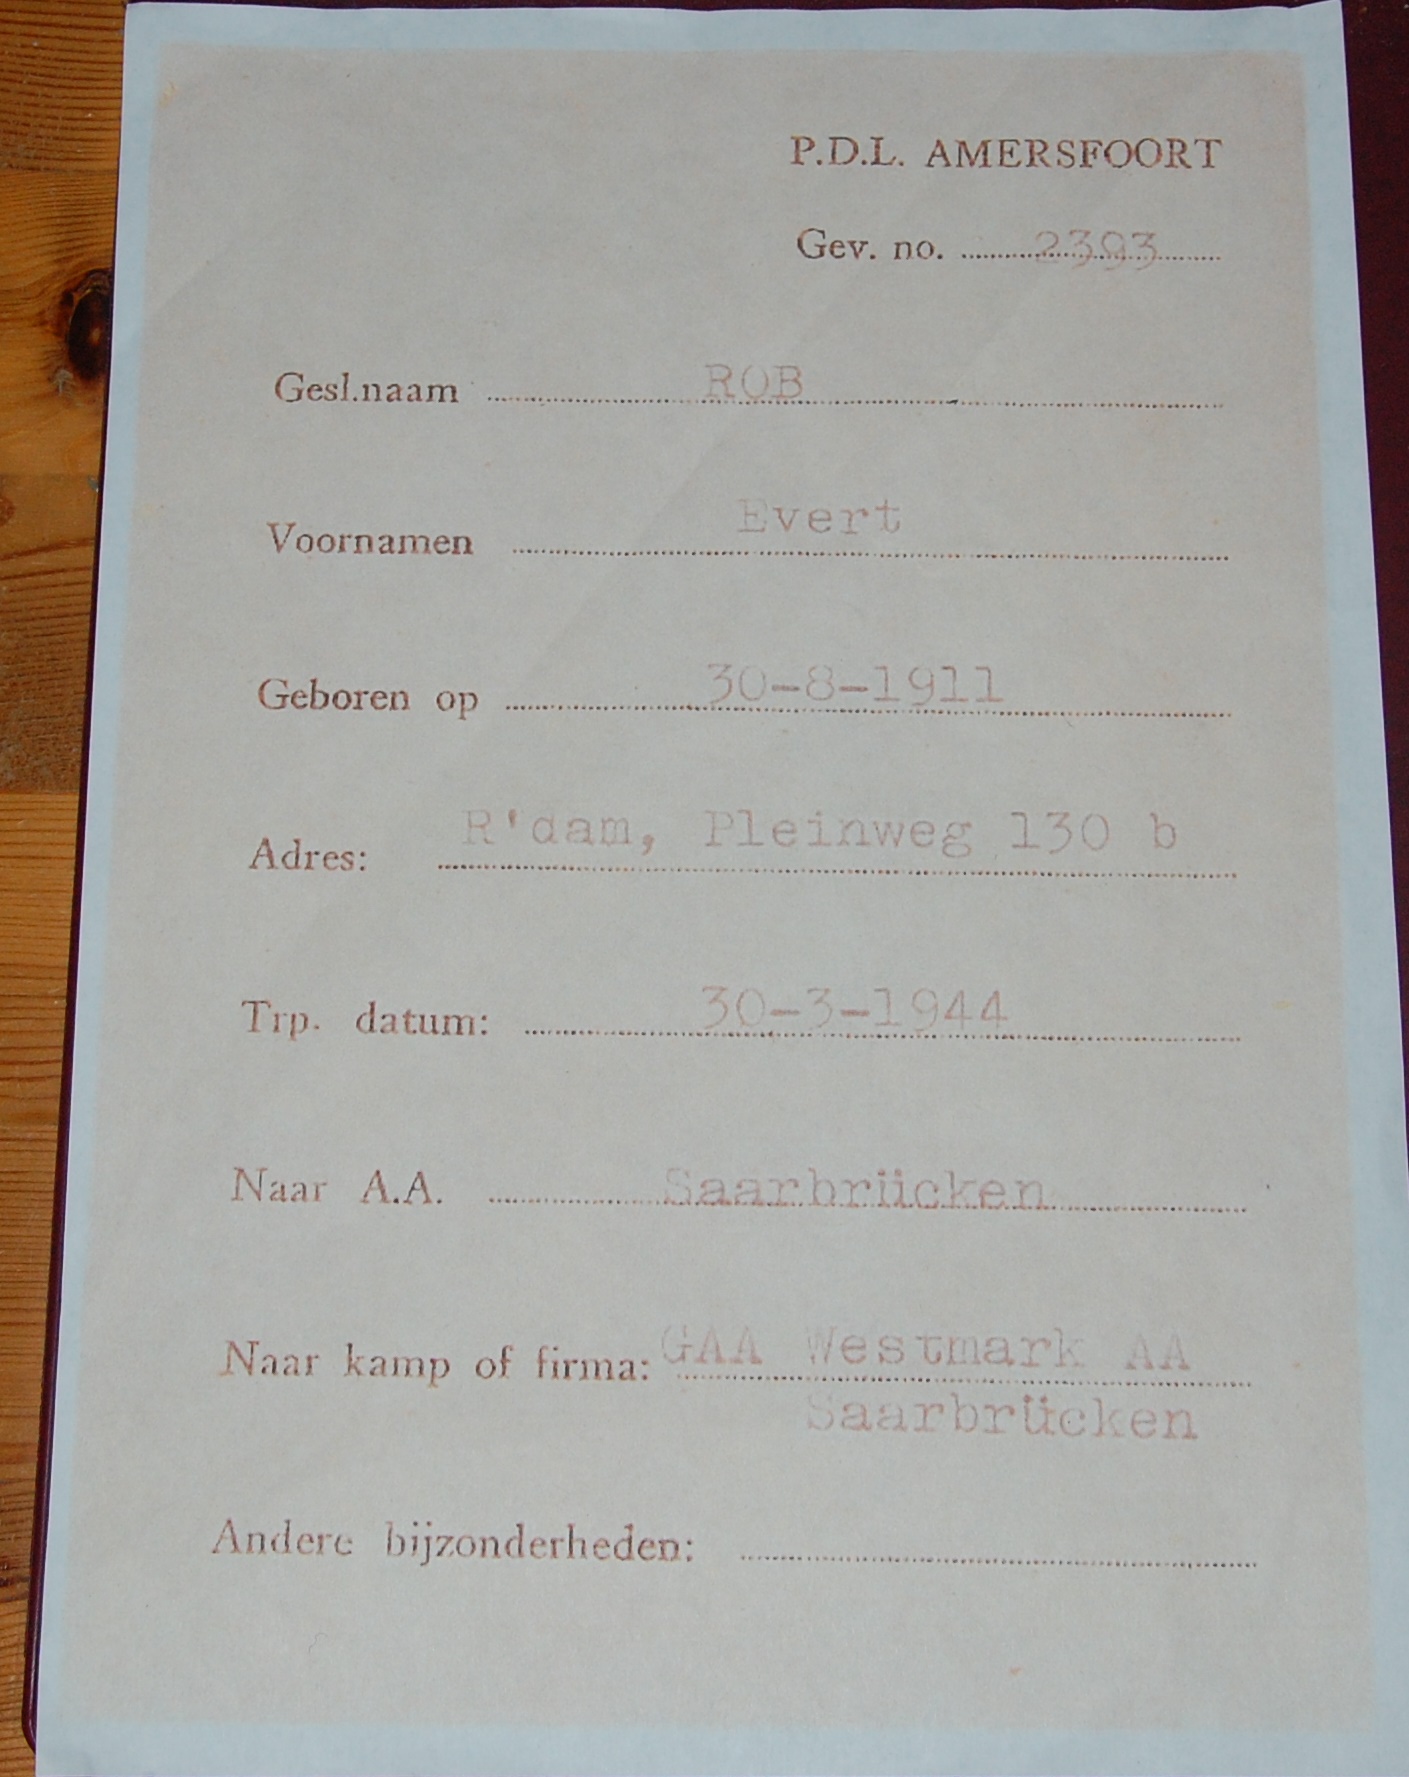 P.D.L. AMERSFOORT
Gev. no. 2393
Gesl.naam ROB
Voornamen Evert
Geboren op 30-8-1911
Adres: R'dam, Pleinweg 130 b
Trp. datum: 30-3-1944
Naar A.A. Saarbrücken
Naar kamp of firma: GAA Westmark AA
Saarbrücken
Andere bijzonderheden: